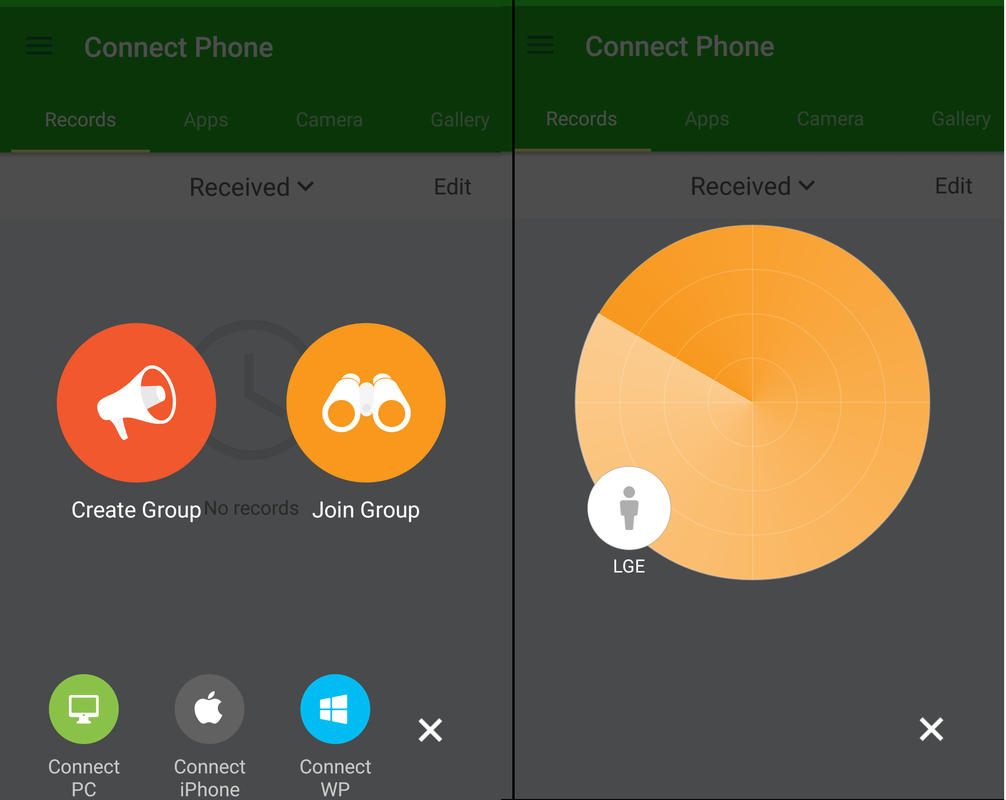 Connect Phone
Records Apps Camera Gallery
Received Edit
Create Group No records Join Group
Connect PC
Connect iPhone
Connect WP
Connect Phone
Records Apps Camera Gallery
Received Edit
LGE